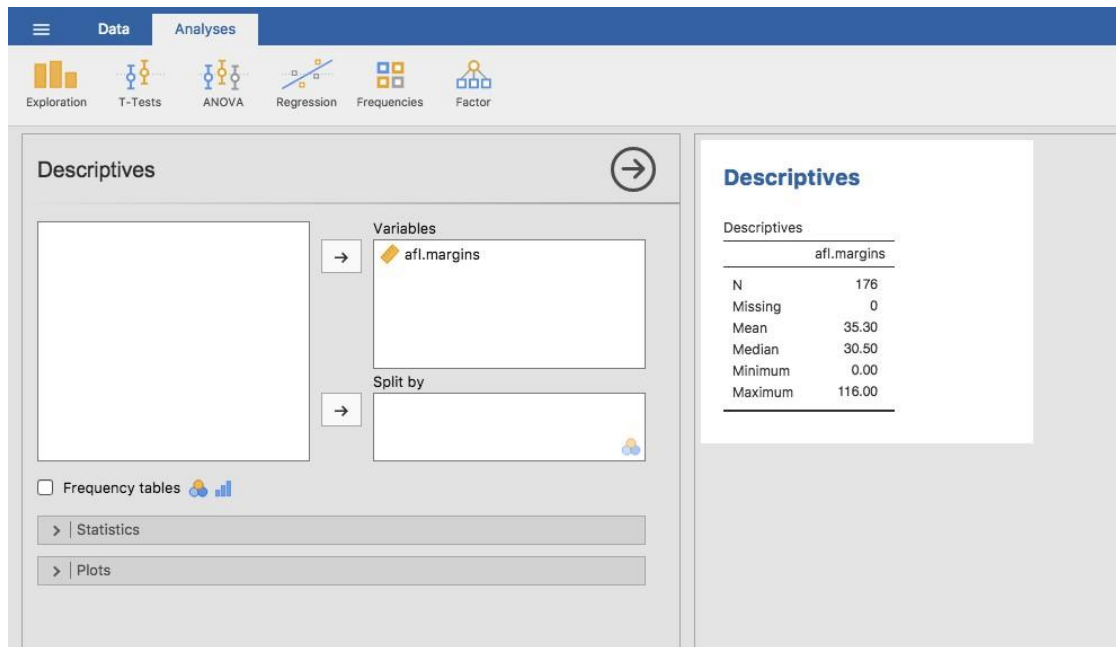 Data Analyses
Exploration T-Tests ANOVA Regression Frequencies Factor
Descriptives
Variables
afl.margins
Split by
Frequency tables
Statistics
Plots
Descriptives
Descriptives
afl.margins
N 176
Missing 0
Mean 35.30
Median 30.50
Minimum 0.00
Maximum 116.00